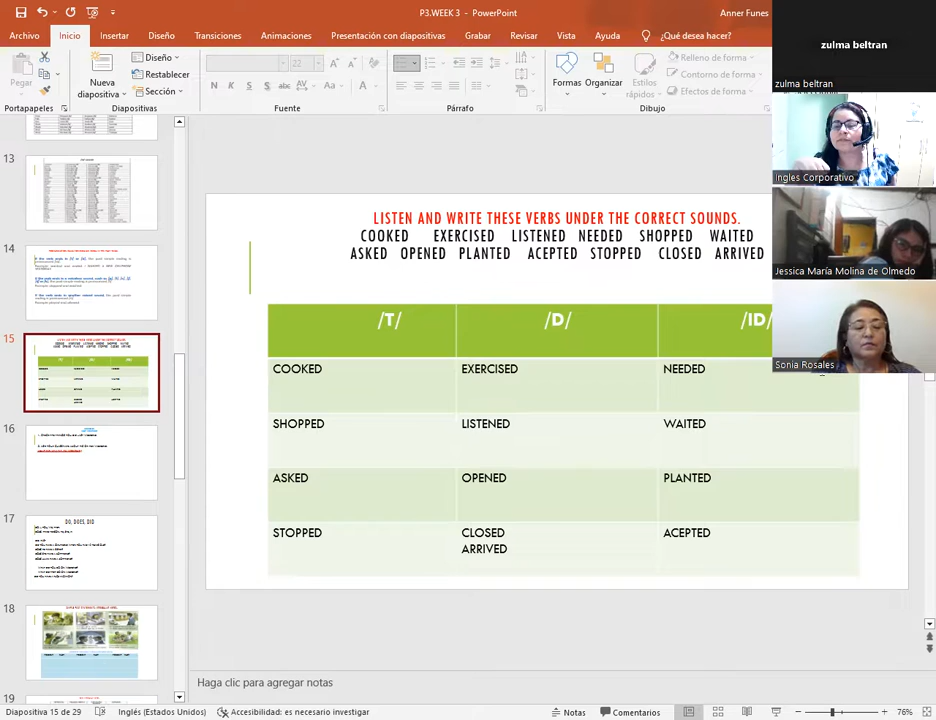 P3.WEEK 3 - PowerPoint
Anner Funes
Archivo Inicio Insertar Diseño Transiciones Animaciones Presentación con diapositivas Grabar Revisar Vista Ayuda ¿Qué desea hacer?
Pegar
Nueva diapositiva
Diseño
Restablecer
Sección
22
N K S S abc AV Aa A
Formas Organizar Estilos rápidos
Relleno de forma
Contorno de forma
Efectos de forma
Portapapeles Diapositivas Fuente Párrafo Dibujo
zulma beltran
zulma beltran
Ingles Corporativo
Jessica María Molina de Olmedo
Sonia Rosales
13
14
15
16
17
DO, DOES, DID.
18
19
LISTEN AND WRITE THESE VERBS UNDER THE CORRECT SOUNDS.
COOKED EXERCISED LISTENED NEEDED SHOPPED WAITED
ASKED OPENED PLANTED ACEPTED STOPPED CLOSED ARRIVED
/T/ /D/ /ID/
COOKED EXERCISED NEEDED
SHOPPED LISTENED WAITED
ASKED OPENED PLANTED
STOPPED CLOSED ACEPTED
ARRIVED
Haga clic para agregar notas
Diapositiva 15 de 29 Inglés (Estados Unidos) Accesibilidad: es necesario investigar Notas Comentarios 76%